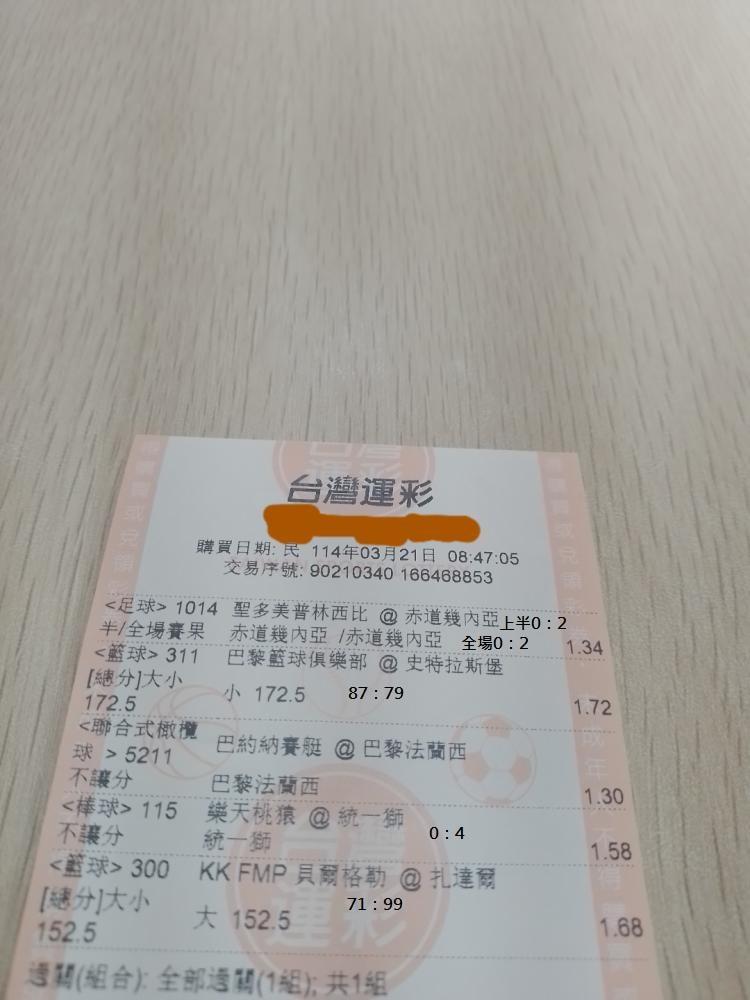 台灣運彩
購買日期: 民 114年03月21日 08:47:05
交易序號: 90210340 166468853
<足球> 1014 聖多美普林西比 @ 赤道幾內亞 上半0：2
半/全場賽果 赤道幾內亞 /赤道幾內亞 全場0：2 1.34
<籃球> 311 巴黎籃球俱樂部 @ 史特拉斯堡
[總分]大小 小 172.5 87：79
172.5 1.72
<聯合式橄欖
球 > 5211 巴約納賽艇 @ 巴黎法蘭西
不讓分 巴黎法蘭西 1.30
<棒球> 115 樂天桃猿 @ 統一獅
不讓分 統一獅 0：4 1.58
<籃球> 300 KK FMP 貝爾格勒 @ 扎達爾
[總分]大小 大 152.5 71：99
152.5 1.68
過關(組合): 全部過關(1組); 共1組